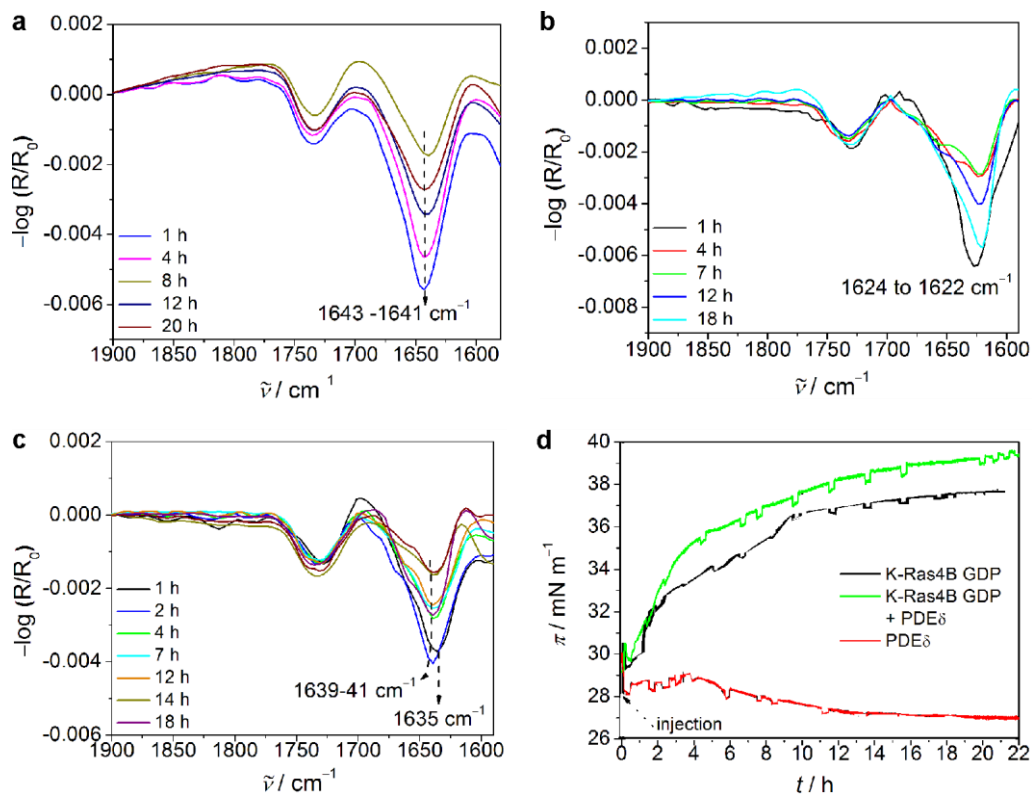 a
0.002
0.000
-0.002
-0.004
-0.006
−log (R/R₀)
1 h
4 h
8 h
12 h
20 h
1643 -1641 cm⁻¹
1900 1850 1800 1750 1700 1650 1600
ṽ / cm⁻¹
b
0.002
0.000
-0.002
-0.004
-0.006
-0.008
−log (R/R₀)
1 h
4 h
7 h
12 h
18 h
1624 to 1622 cm⁻¹
1900 1850 1800 1750 1700 1650 1600
ṽ / cm⁻¹
c
0.002
0.000
-0.002
-0.004
-0.006
−log (R/R₀)
1 h
2 h
4 h
7 h
12 h
14 h
18 h
1639-41 cm⁻¹
1635 cm⁻¹
1900 1850 1800 1750 1700 1650 1600
ṽ / cm⁻¹
d
40
38
36
34
32
30
28
26
π / mN m⁻¹
K-Ras4B GDP
K-Ras4B GDP
+ PDEδ
PDEδ
injection
0 2 4 6 8 10 12 14 16 18 20 22
t / h